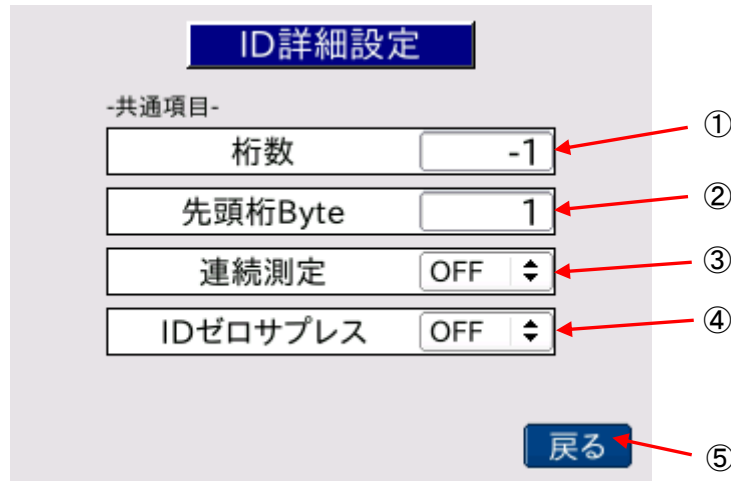 ID詳細設定
-共通項目-
桁数 -1 ①
先頭桁Byte 1 ②
連続測定 OFF ③
IDゼロサプレス OFF ④
戻る ⑤